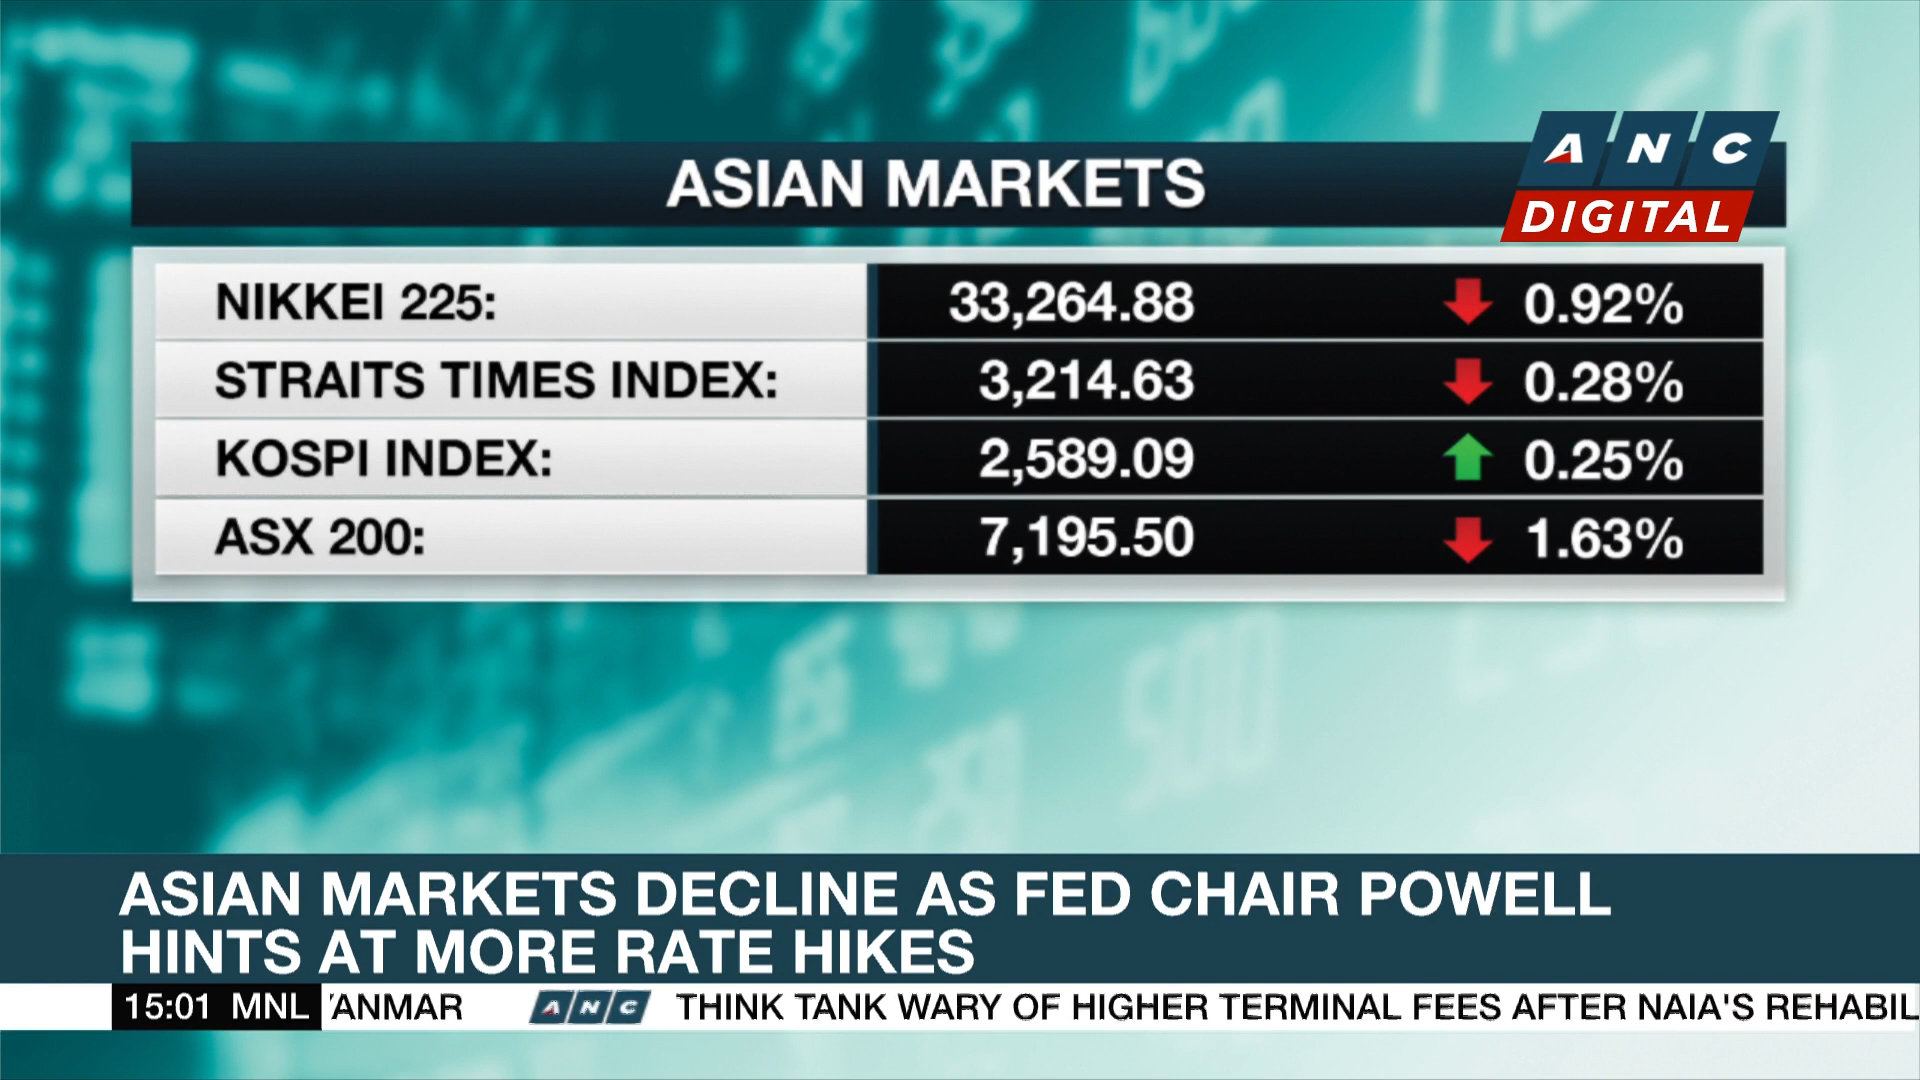 ANC
DIGITAL
ASIAN MARKETS
NIKKEI 225: 33,264.88 0.92%
STRAITS TIMES INDEX: 3,214.63 0.28%
KOSPI INDEX: 2,589.09 0.25%
ASX 200: 7,195.50 1.63%
ASIAN MARKETS DECLINE AS FED CHAIR POWELL
HINTS AT MORE RATE HIKES
15:01 MNL 'ANMAR ANC THINK TANK WARY OF HIGHER TERMINAL FEES AFTER NAIA'S REHABIL